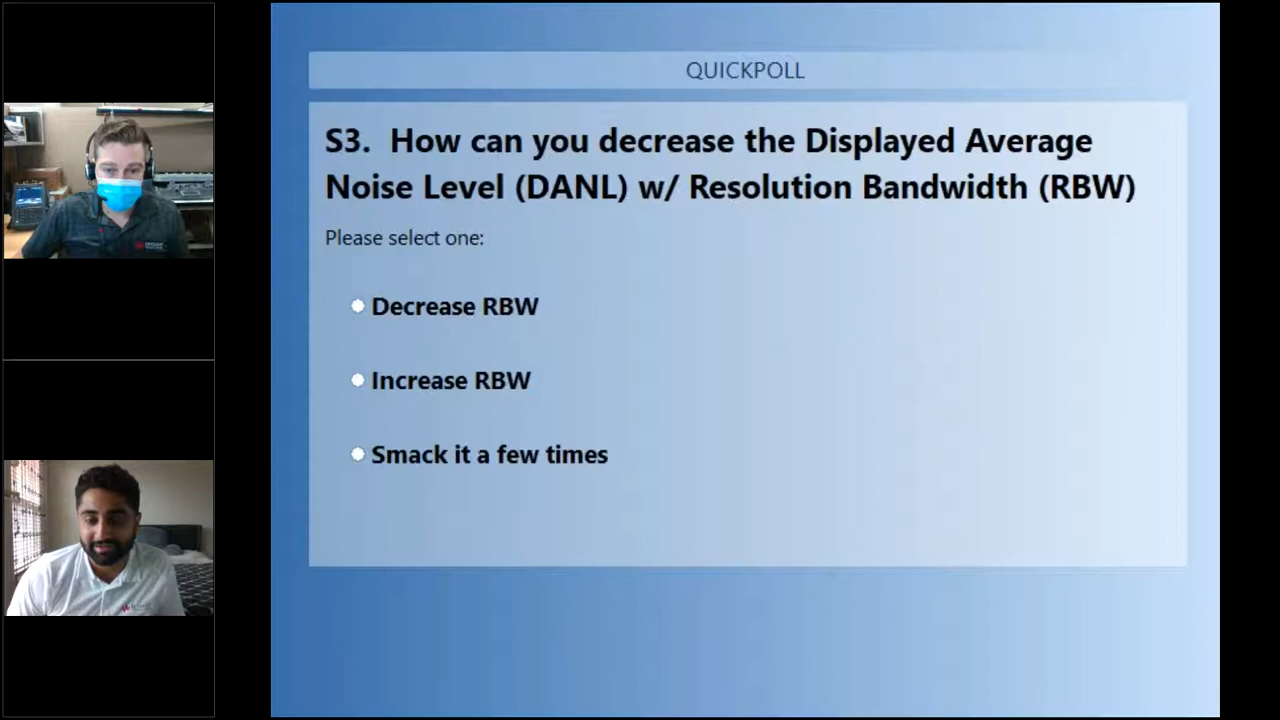 QUICKPOLL
S3. How can you decrease the Displayed Average
Noise Level (DANL) w/ Resolution Bandwidth (RBW)
Please select one:
Decrease RBW
Increase RBW
Smack it a few times